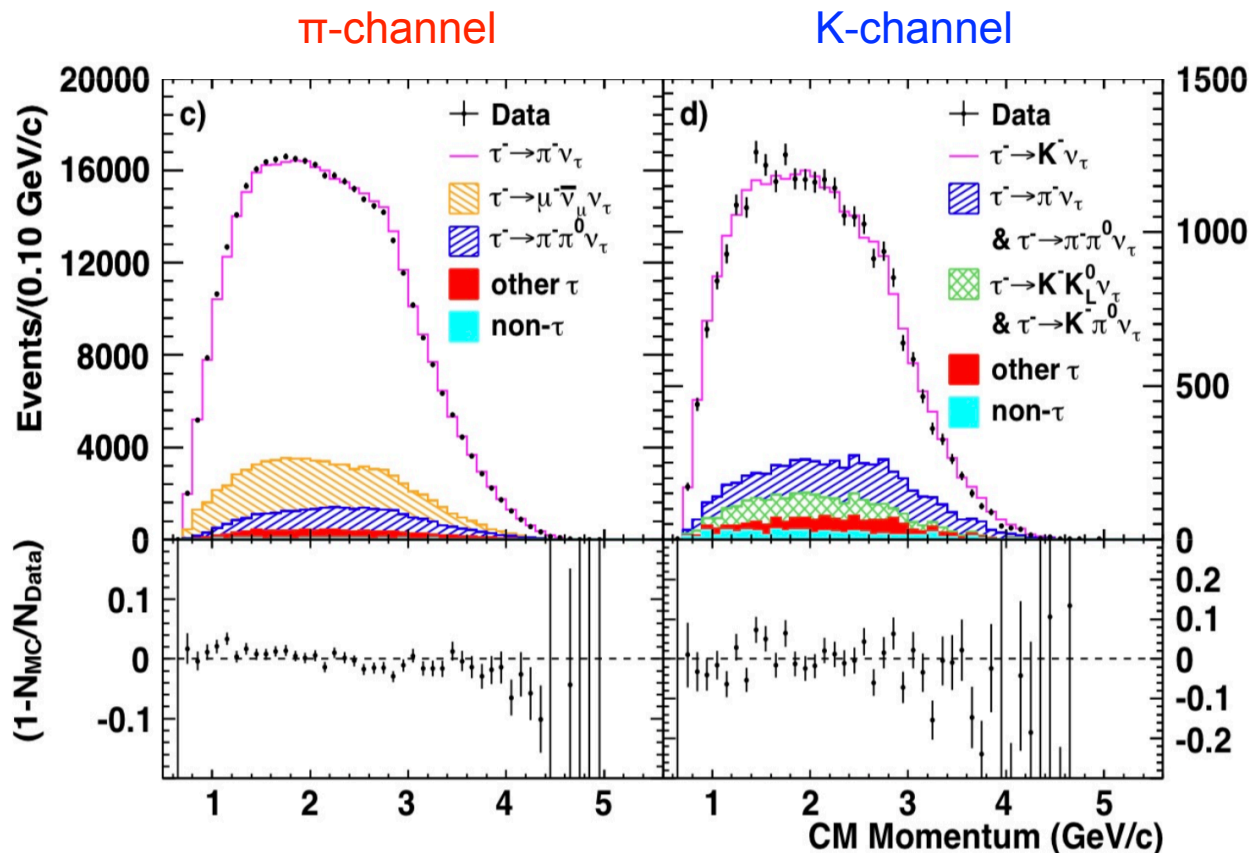 π-channel
K-channel
Events/(0.10 GeV/c)
20000
16000
12000
8000
4000
0
c)
Data
τ⁻→π⁻ν_τ
τ⁻→μ⁻ν̅_μν_τ
τ⁻→π⁻π⁰ν_τ
other τ
non-τ
d)
Data
τ⁻→K⁻ν_τ
τ⁻→π⁻ν_τ
& τ⁻→π⁻π⁰ν_τ
τ⁻→K⁻K⁰_Lν_τ
& τ⁻→K⁻π⁰ν_τ
other τ
non-τ
1500
1000
500
0
(1-N_MC/N_Data)
0.1
0
-0.1
0.2
0.1
0
-0.1
-0.2
1 2 3 4 5
1 2 3 4 5
CM Momentum (GeV/c)